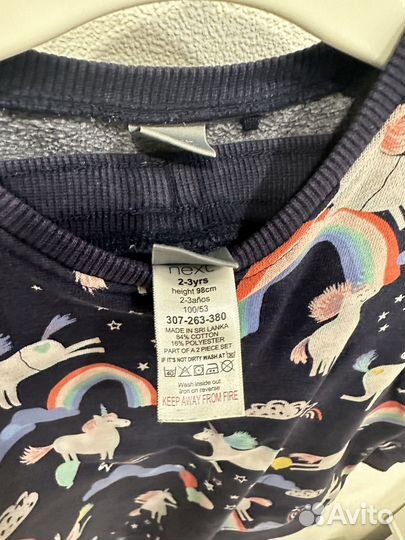 next
2-3yrs
height 98cm
2-3años
100/53
307-263-380
MADE IN SRI LANKA
84% COTTON
16% POLYESTER
PART OF A 2 PIECE SET
IF IT'S NOT DIRTY WASH AT 30
40
Wash inside out
Iron on reverse
KEEP AWAY FROM FIRE
Avito